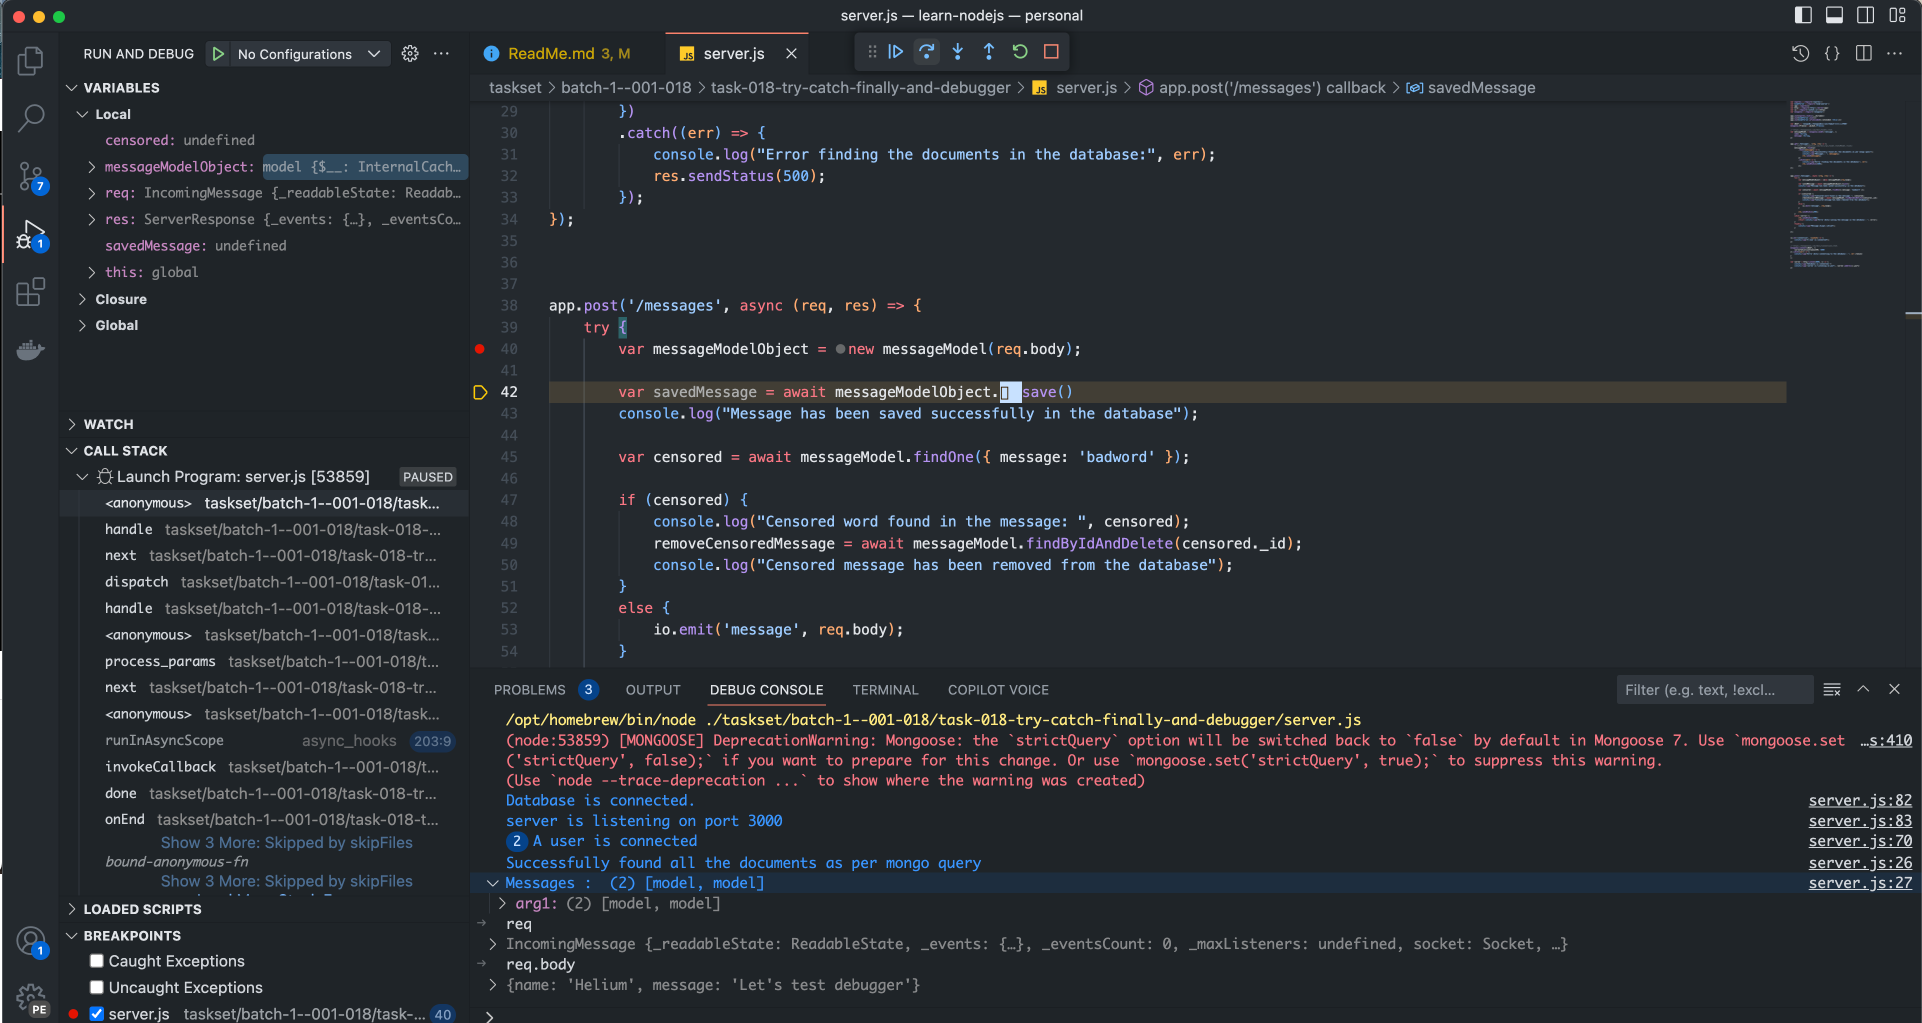 server.js — learn-nodejs — personal
RUN AND DEBUG
No Configurations
ReadMe.md 3, M
server.js
taskset > batch-1--001-018 > task-018-try-catch-finally-and-debugger > JS server.js > app.post('/messages') callback > savedMessage
VARIABLES
Local
censored: undefined
messageModelObject: model {$__: InternalCach…
req: IncomingMessage {_readableState: Readab…
res: ServerResponse {_events: {…}, _eventsCo…
savedMessage: undefined
this: global
Closure
Global
WATCH
CALL STACK
Launch Program: server.js [53859] PAUSED
<anonymous> taskset/batch-1--001-018/task...
handle taskset/batch-1--001-018/task-018-...
next taskset/batch-1--001-018/task-018-tr...
dispatch taskset/batch-1--001-018/task-01...
handle taskset/batch-1--001-018/task-018-...
<anonymous> taskset/batch-1--001-018/task...
process_params taskset/batch-1--001-018/t...
next taskset/batch-1--001-018/task-018-tr...
<anonymous> taskset/batch-1--001-018/task...
runInAsyncScope async_hooks 203:9
invokeCallback taskset/batch-1--001-018/t...
done taskset/batch-1--001-018/task-018-tr...
onEnd taskset/batch-1--001-018/task-018-t...
Show 3 More: Skipped by skipFiles
bound-anonymous-fn
Show 3 More: Skipped by skipFiles
LOADED SCRIPTS
BREAKPOINTS
Caught Exceptions
Uncaught Exceptions
server.js taskset/batch-1--001-018/task-... 40
7
1
1
PE
29 })
30 .catch((err) => {
31 console.log("Error finding the documents in the database:", err);
32 res.sendStatus(500);
33 });
34 });
35
36
37
38 app.post('/messages', async (req, res) => {
39 try {
40 var messageModelObject = new messageModel(req.body);
41
42 var savedMessage = await messageModelObject. save()
43 console.log("Message has been saved successfully in the database");
44
45 var censored = await messageModel.findOne({ message: 'badword' });
46
47 if (censored) {
48 console.log("Censored word found in the message: ", censored);
49 removeCensoredMessage = await messageModel.findByIdAndDelete(censored._id);
50 console.log("Censored message has been removed from the database");
51 }
52 else {
53 io.emit('message', req.body);
54 }
PROBLEMS 3 OUTPUT DEBUG CONSOLE TERMINAL COPILOT VOICE
Filter (e.g. text, !excl...
/opt/homebrew/bin/node ./taskset/batch-1--001-018/task-018-try-catch-finally-and-debugger/server.js
(node:53859) [MONGOOSE] DeprecationWarning: Mongoose: the `strictQuery` option will be switched back to `false` by default in Mongoose 7. Use `mongoose.set …s:410
('strictQuery', false);` if you want to prepare for this change. Or use `mongoose.set('strictQuery', true);` to suppress this warning.
(Use `node --trace-deprecation ...` to show where the warning was created)
Database is connected. server.js:82
server is listening on port 3000 server.js:83
2 A user is connected server.js:70
Successfully found all the documents as per mongo query server.js:26
Messages : (2) [model, model] server.js:27
arg1: (2) [model, model]
req
IncomingMessage {_readableState: ReadableState, _events: {…}, _eventsCount: 0, _maxListeners: undefined, socket: Socket, …}
req.body
{name: 'Helium', message: 'Let's test debugger'}